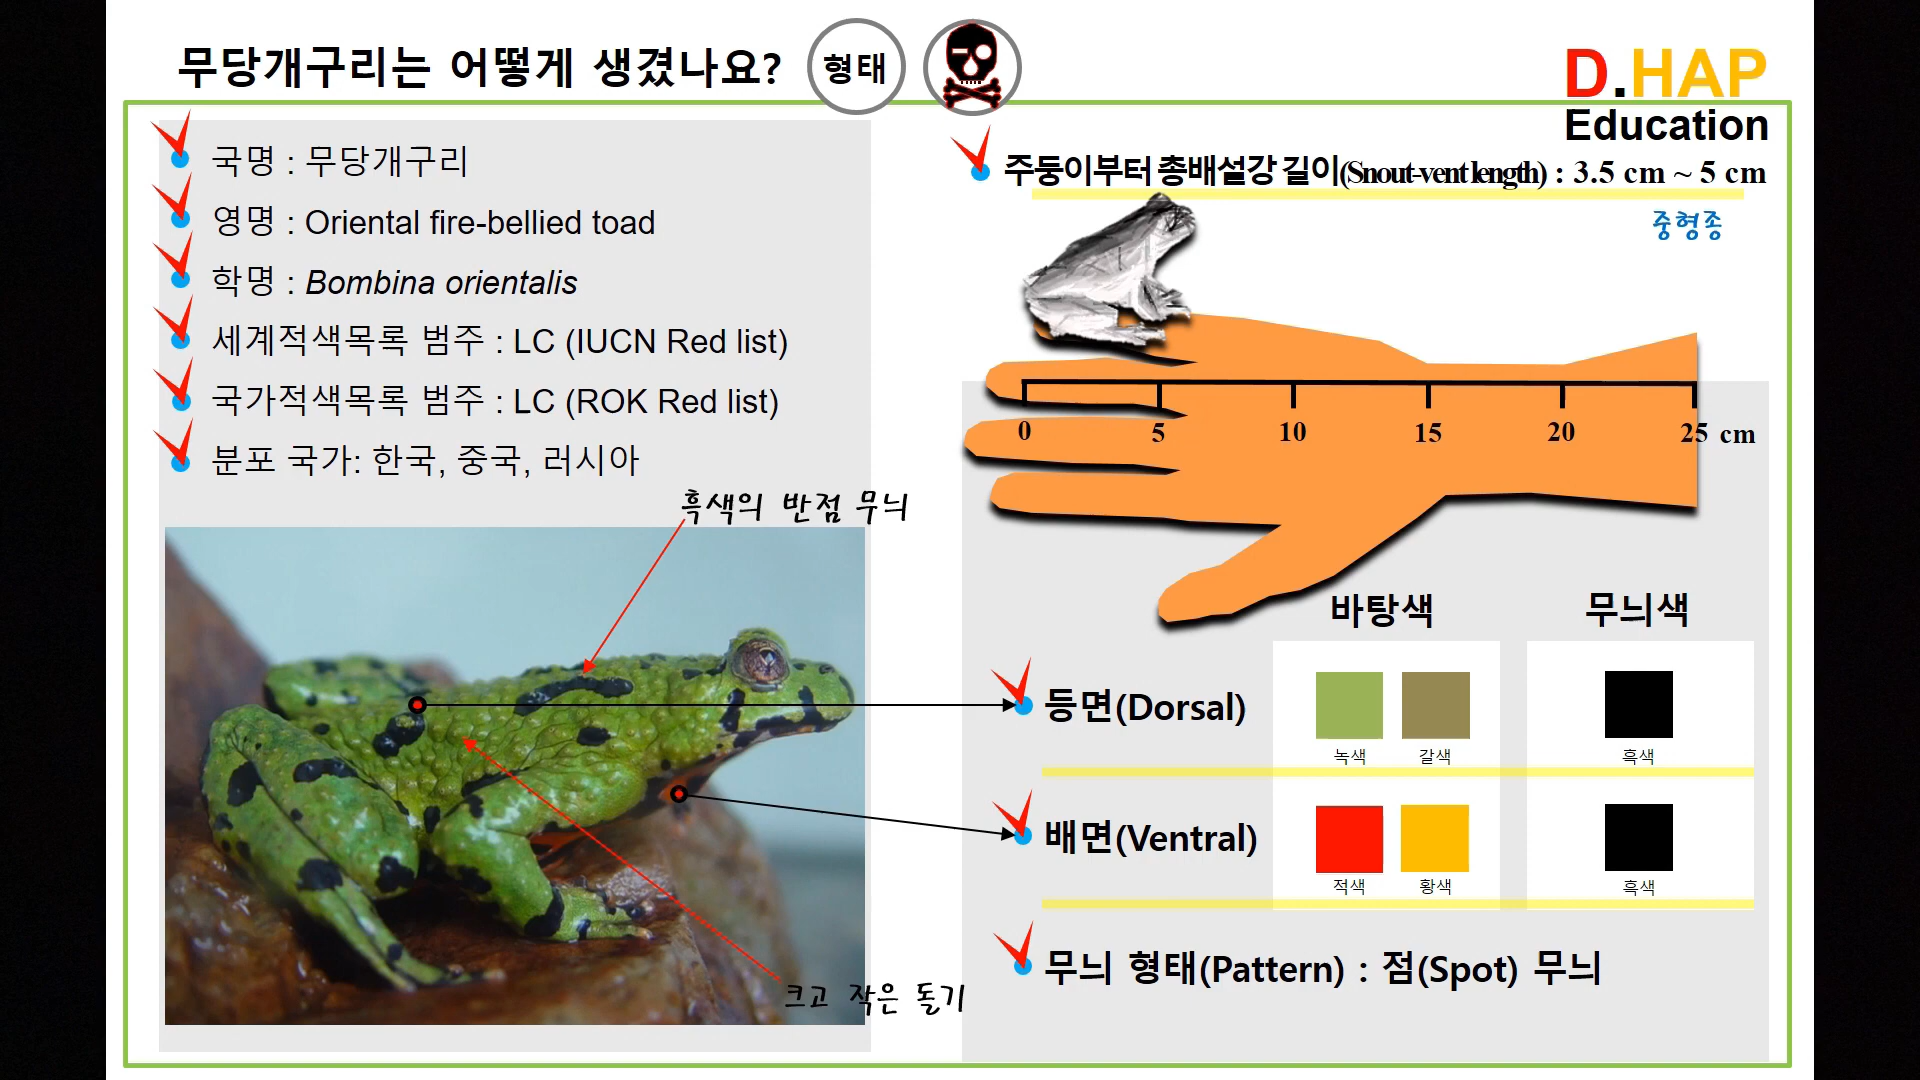 무당개구리는 어떻게 생겼나요?
형태
D.HAP
Education
국명 : 무당개구리
영명 : Oriental fire-bellied toad
학명 : Bombina orientalis
세계적색목록 범주 : LC (IUCN Red list)
국가적색목록 범주 : LC (ROK Red list)
분포 국가: 한국, 중국, 러시아
흑색의 반점 무늬
크고 작은 돌기
주둥이부터 총배설강 길이(Snout-vent length) : 3.5 cm ~ 5 cm
중형종
0 5 10 15 20 25 cm
바탕색 무늬색
등면(Dorsal)
녹색 갈색 흑색
배면(Ventral)
적색 황색 흑색
무늬 형태(Pattern) : 점(Spot) 무늬